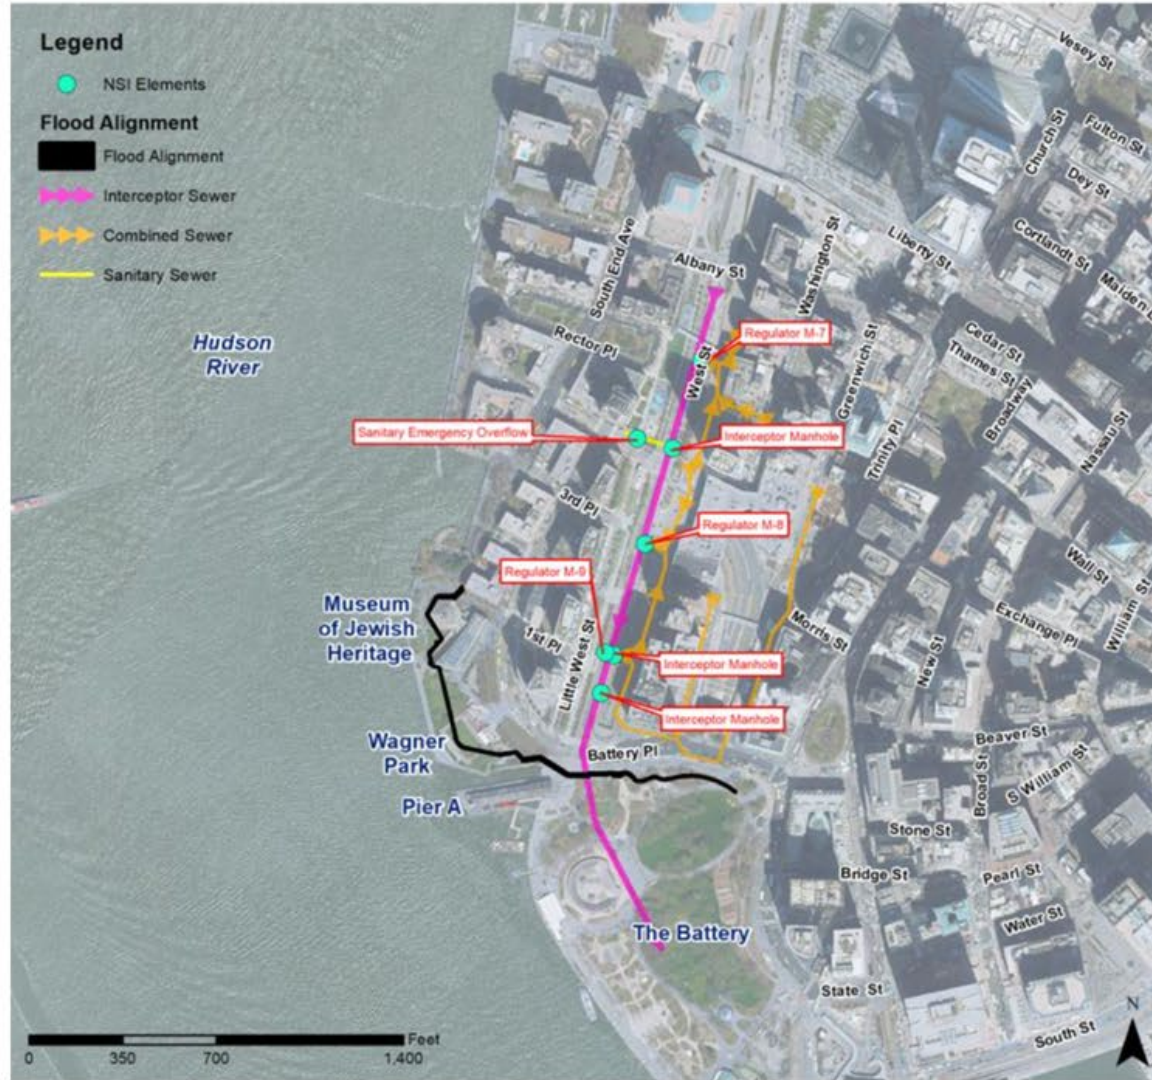 Legend
NSI Elements
Flood Alignment
Flood Alignment
Interceptor Sewer
Combined Sewer
Sanitary Sewer
Hudson
River
Vesey St
Church St
Fulton St
Dey St
Cortlandt St
Maiden
Liberty St
Washington St
South End Ave
Albany St
Rector Pl
West St
Regulator M-7
Greenwich St
Cedar St
Thames St
Broadway
Nassau St
Trinity Pl
Sanitary Emergency Overflow
Interceptor Manhole
3rd Pl
Regulator M-8
Regulator M-9
Wall St
William St
Exchange Pl
Museum
of Jewish
Heritage
1st Pl
Little West St
Morris St
New St
Interceptor Manhole
Interceptor Manhole
Wagner
Park
Battery Pl
Beaver St
Broad St
S William St
Pier A
Stone St
Bridge St
Pearl St
Water St
The Battery
State St
South St
N
Feet
0 350 700 1,400